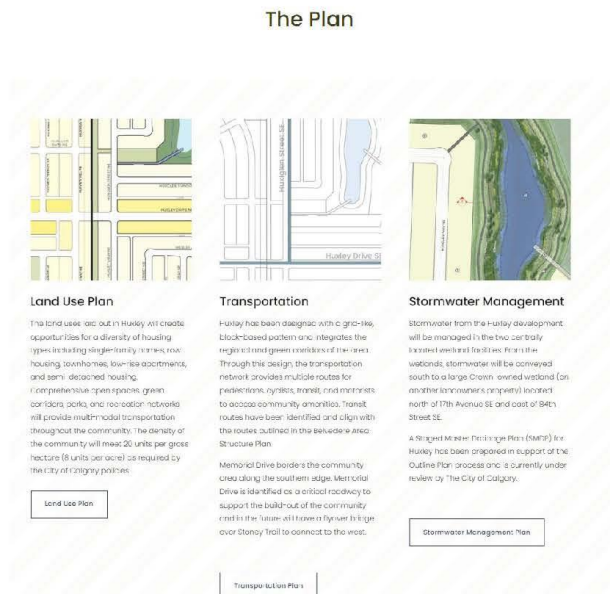 The Plan
Huxley Street SE
Huxley Drive SE
Land Use Plan
The land uses laid out in Huxley will create
opportunities for a diversity of housing
types including single-family homes, row
housing, townhomes, low-rise apartments,
and semi-detached housing.
Comprehensive open spaces, green
corridors, parks, and recreation networks
will provide multi-modal transportation
throughout the community. The density of
the community will meet 20 units per gross
hectare (8 units per acre) as required by
the City of Calgary policies.
Land Use Plan
Transportation
Huxley has been designed with a grid-like,
block-based pattern and integrates the
regional and green corridors of the area.
Through this design, the transportation
network provides multiple routes for
pedestrians, cyclists, transit, and motorists
to access community amenities. Transit
routes have been identified and align with
the routes outlined in the Belvedere Area
Structure Plan.
Memorial Drive borders the community
area along the southern edge. Memorial
Drive is identified as a critical roadway to
support the build-out of the community
and in the future will have a flyover bridge
over Stoney Trail to connect to the west.
Transportation Plan
Stormwater Management
Stormwater from the Huxley development
will be managed in the two centrally
located wetland facilities. From the
wetlands, stormwater will be conveyed
south to a large Crown-owned wetland (on
another landowner's property) located
north of 17th Avenue SE and east of 84th
Street SE.
A Staged Master Drainage Plan (SMDP) for
Huxley has been prepared in support of the
Outline Plan process and is currently under
review by The City of Calgary.
Stormwater Management Plan